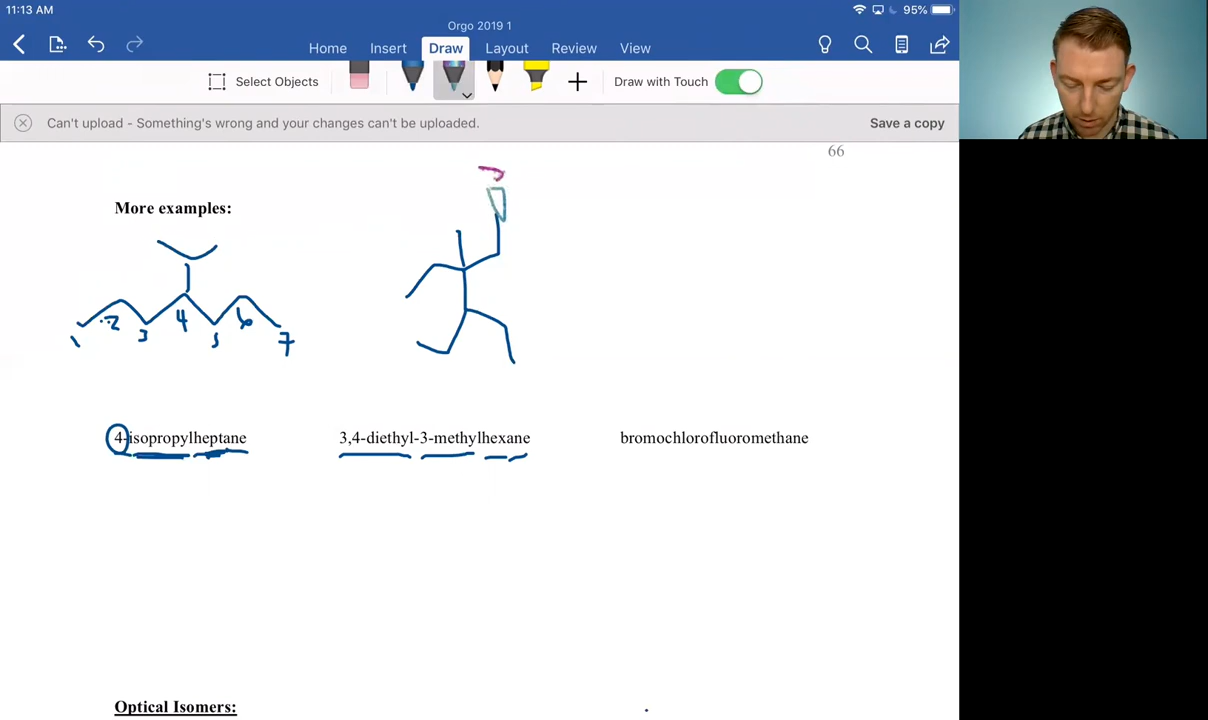 11:13 AM
95%
Orgo 2019 1
Home Insert Draw Layout Review View
Select Objects
Draw with Touch
Can't upload - Something's wrong and your changes can't be uploaded.
Save a copy
66
More examples:
1 2 3 4 5 6 7
4-isopropylheptane 3,4-diethyl-3-methylhexane bromochlorofluoromethane
Optical Isomers: